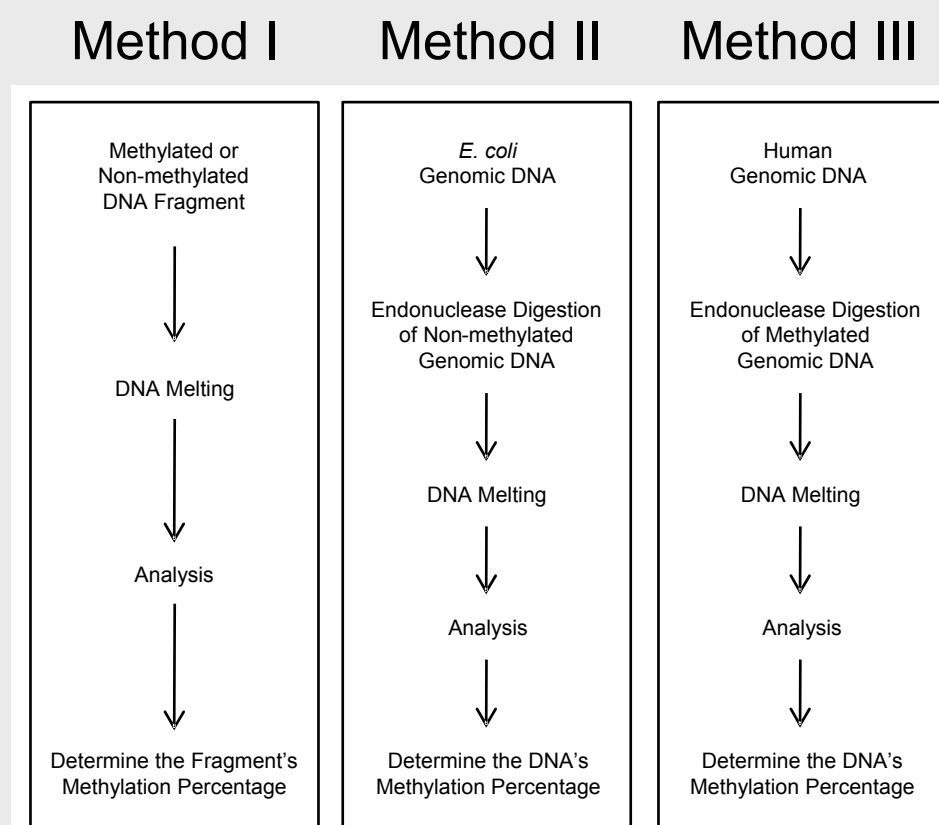 Method I
Methylated or
Non-methylated
DNA Fragment
DNA Melting
Analysis
Determine the Fragment’s
Methylation Percentage
Method II
E. coli
Genomic DNA
Endonuclease Digestion
of Non-methylated
Genomic DNA
DNA Melting
Analysis
Determine the DNA’s
Methylation Percentage
Method III
Human
Genomic DNA
Endonuclease Digestion
of Methylated
Genomic DNA
DNA Melting
Analysis
Determine the DNA’s
Methylation Percentage